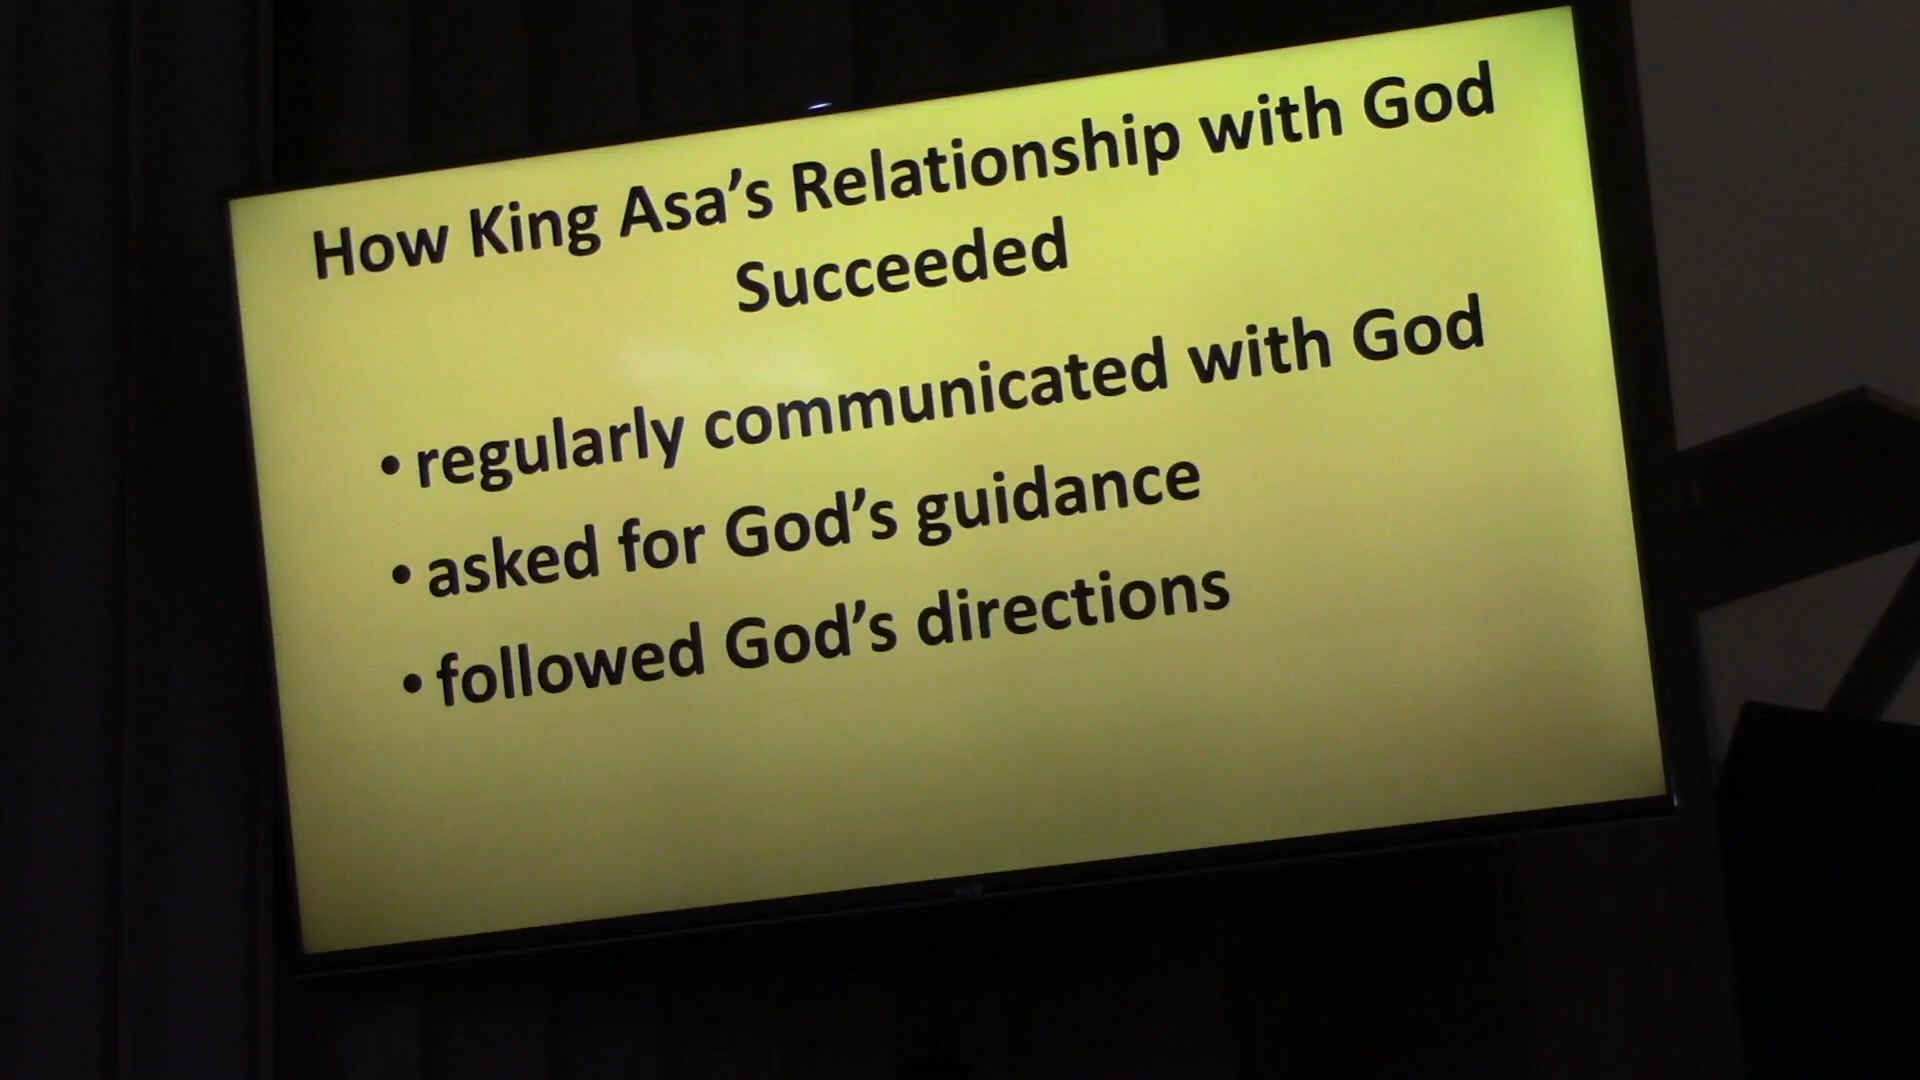 How King Asa’s Relationship with God
Succeeded
• regularly communicated with God
• asked for God’s guidance
• followed God’s directions